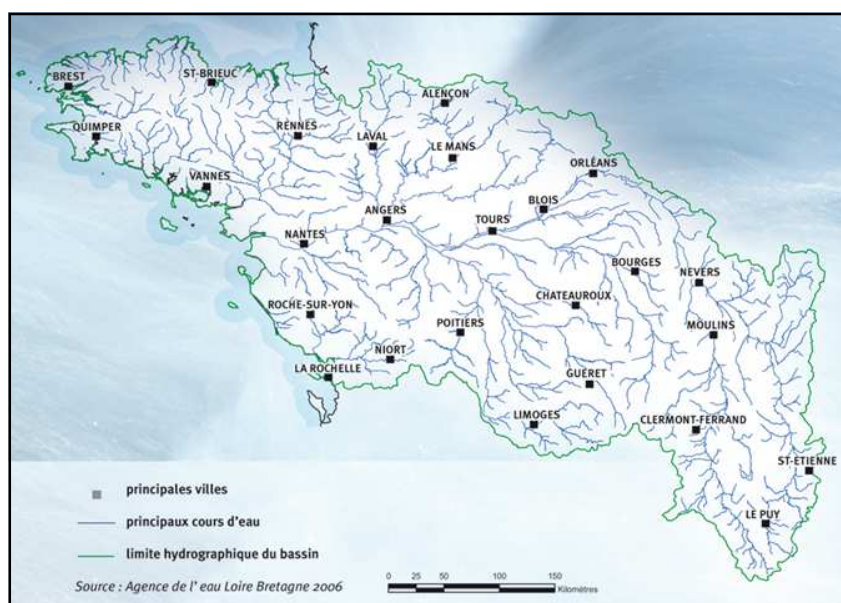 BREST
ST-BRIEUC
ALENÇON
QUIMPER
RENNES
LAVAL
LE MANS
ORLÉANS
VANNES
BLOIS
ANGERS
TOURS
NANTES
BOURGES
NEVERS
CHATEAUROUX
ROCHE-SUR-YON
POITIERS
MOULINS
NIORT
LA ROCHELLE
GUÉRET
LIMOGES
CLERMONT-FERRAND
ST-ÉTIENNE
LE PUY
principales villes
principaux cours d'eau
limite hydrographique du bassin
Source : Agence de l' eau Loire Bretagne 2006
0 25 50 100 150
Kilomètres